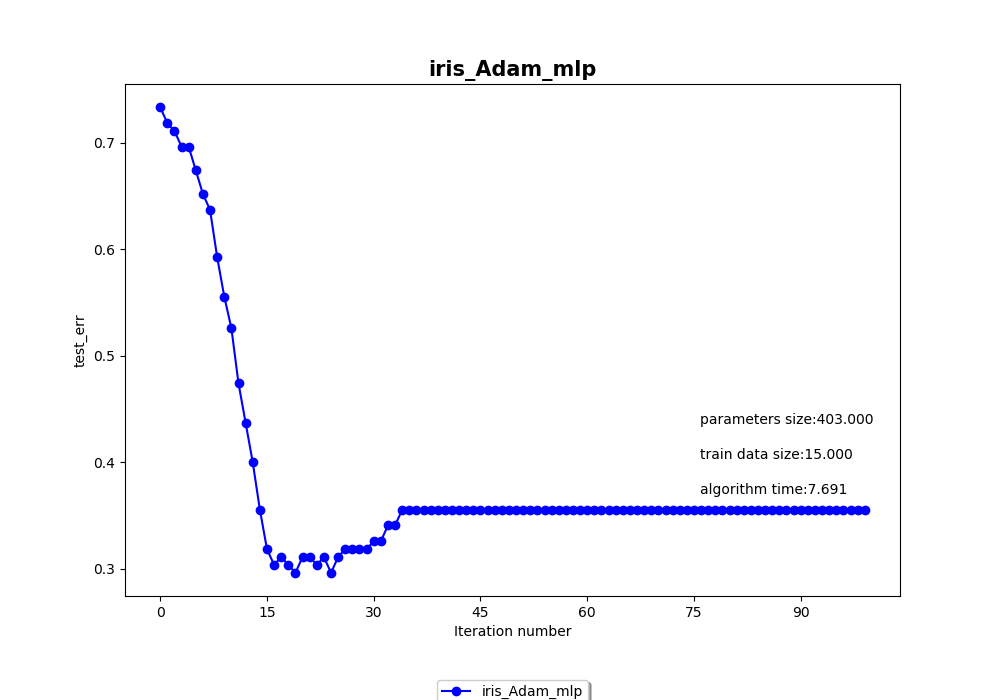 iris_Adam_mlp
0.7
0.6
0.5
0.4
0.3
test_err
parameters size:403.000
train data size:15.000
algorithm time:7.691
0 15 30 45 60 75 90
Iteration number
iris_Adam_mlp